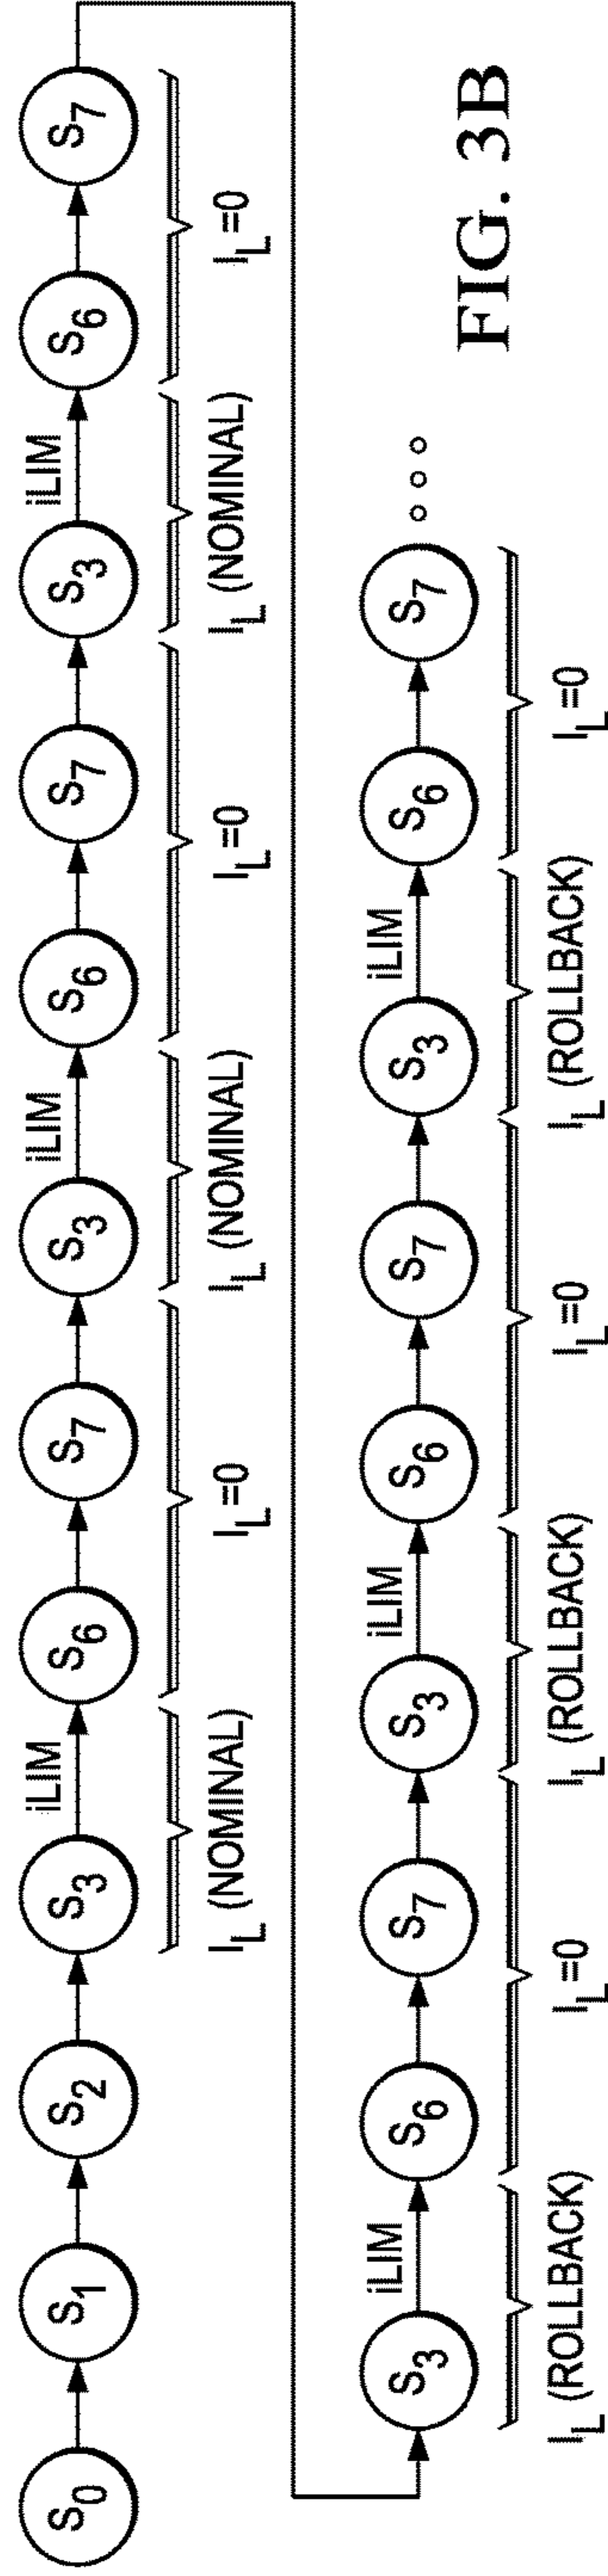 S0 S1 S2 S3 iLIM S6 S7 S3 iLIM S6 S7 S3 iLIM S6 S7
IL (NOMINAL) IL=0 IL (NOMINAL) IL=0 IL (NOMINAL) IL=0
S3 iLIM S6 S7 S3 iLIM S6 S7 S3 iLIM S6 S7
IL (ROLLBACK) IL=0 IL (ROLLBACK) IL=0 IL (ROLLBACK) IL=0
FIG. 3B